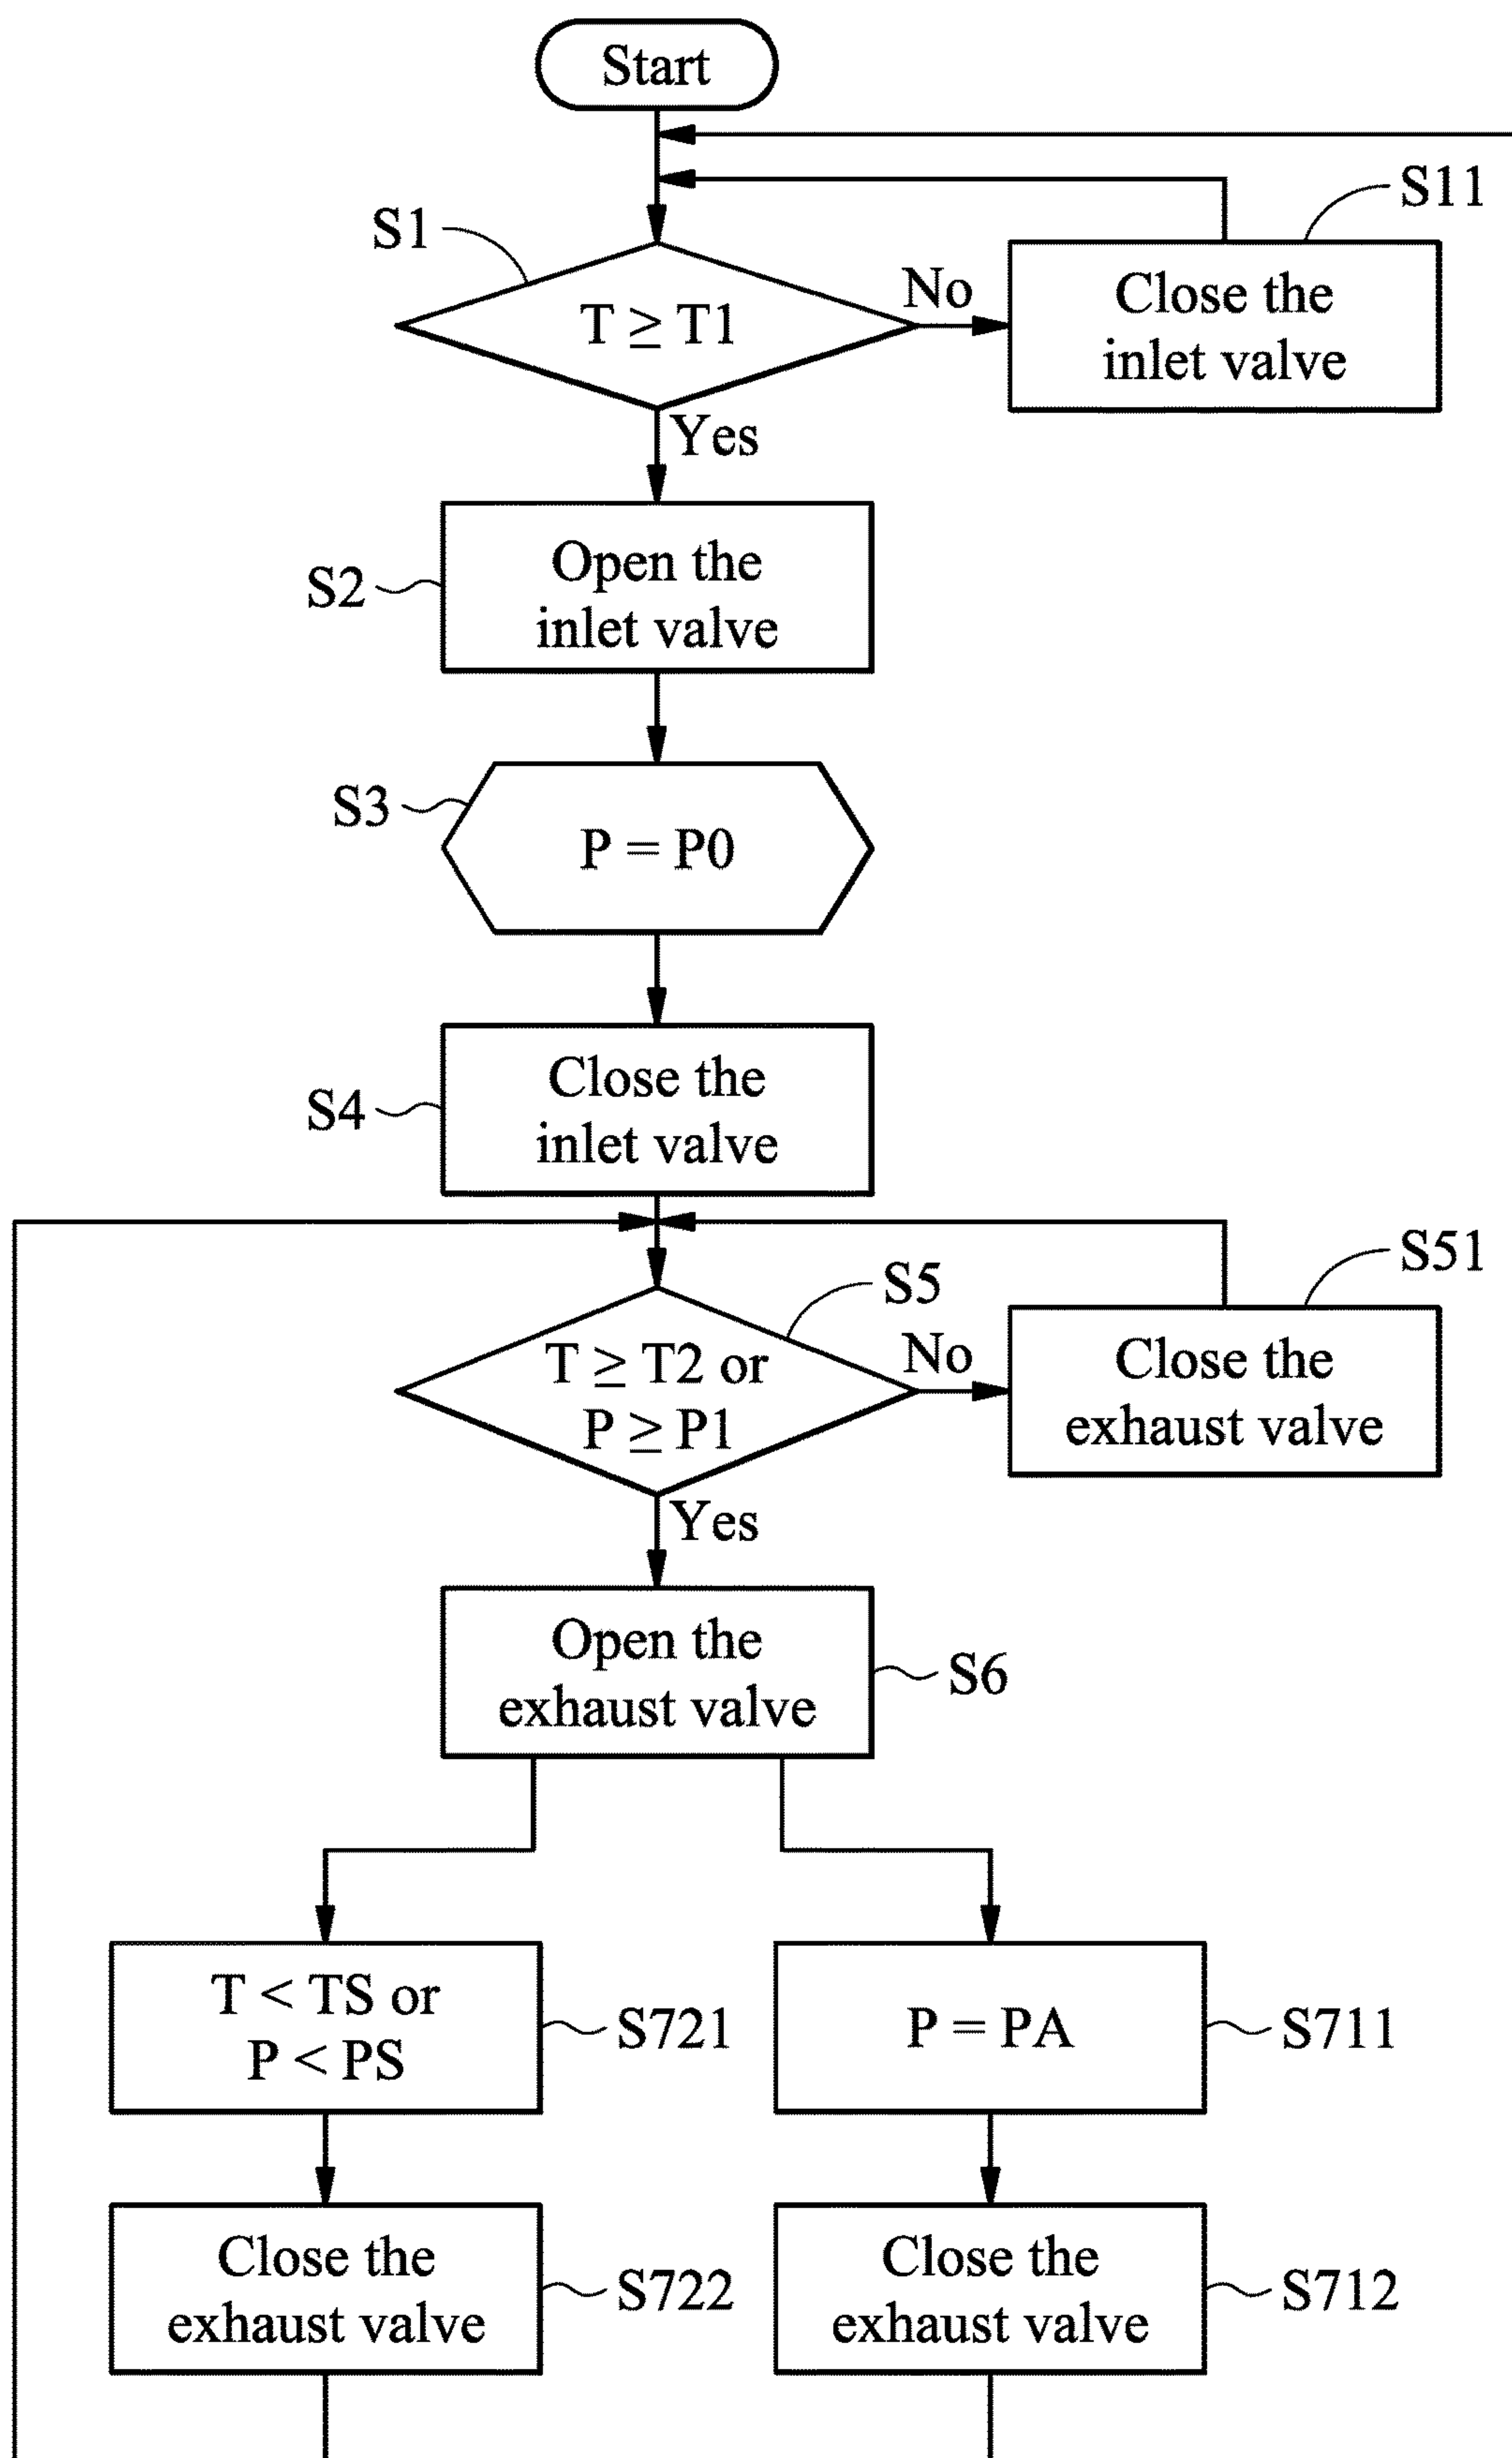 Start
S11
S1
T ≥ T1
No
Close the
inlet valve
Yes
S2
Open the
inlet valve
S3
P = P0
S4
Close the
inlet valve
S51
S5
T ≥ T2 or
P ≥ P1
No
Close the
exhaust valve
Yes
Open the
exhaust valve
S6
T < TS or
P < PS
S721
P = PA
S711
Close the
exhaust valve
S722
Close the
exhaust valve
S712